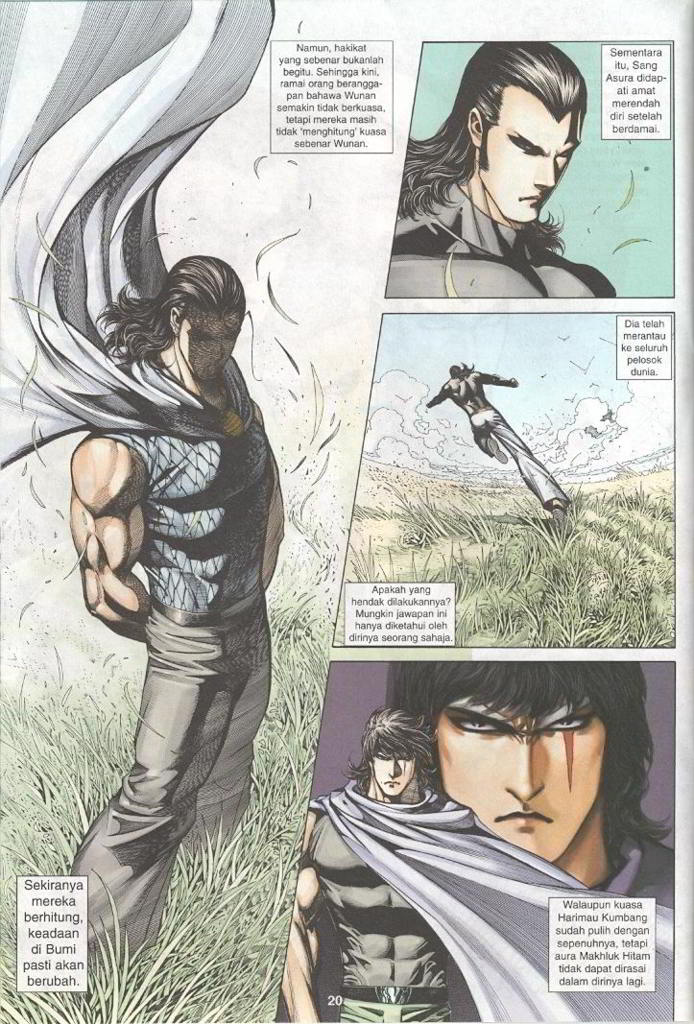 Namun, hakikat
yang sebenar bukanlah
begitu. Sehingga kini,
ramai orang berangga-
pan bahawa Wunan
semakin tidak berkuasa,
tetapi mereka masih
tidak 'menghitung' kuasa
sebenar Wunan.
Sekiranya
mereka
berhitung,
keadaan
di Bumi
pasti akan
berubah.
Sementara
itu, Sang
Asura didap-
ati amat
merendah
diri setelah
berdamai.
Dia telah
merantau
ke seluruh
pelosok
dunia.
Apakah yang
hendak dilakukannya?
Mungkin jawapan ini
hanya diketahui oleh
dirinya seorang sahaja.
Walaupun kuasa
Harimau Kumbang
sudah pulih dengan
sepenuhnya, tetapi
aura Makhluk Hitam
tidak dapat dirasai
dalam dirinya lagi.
20